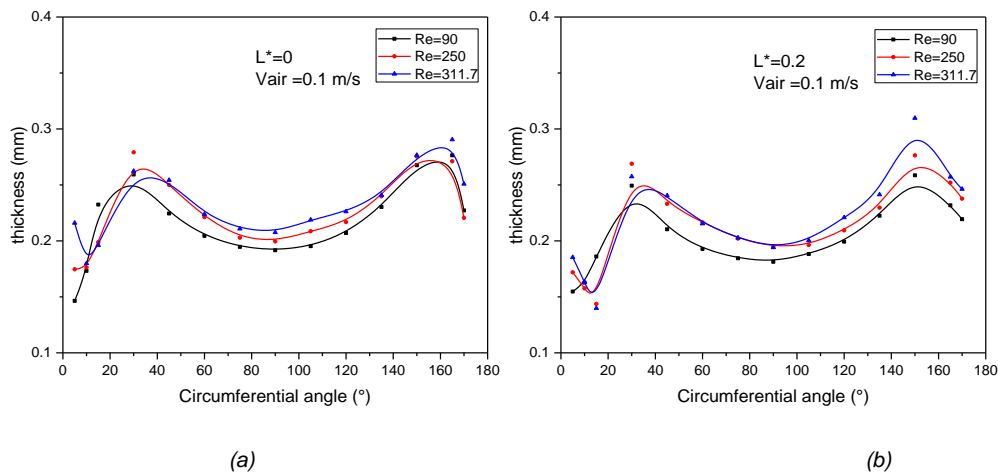 0.4
0.3
0.2
0.1
thickness (mm)
L*=0
Vair =0.1 m/s
Re=90
Re=250
Re=311.7
0 20 40 60 80 100 120 140 160 180
Circumferential angle (°)
(a)
0.4
0.3
0.2
0.1
thickness (mm)
L*=0.2
Vair =0.1 m/s
Re=90
Re=250
Re=311.7
0 20 40 60 80 100 120 140 160 180
Circumferential angle (°)
(b)